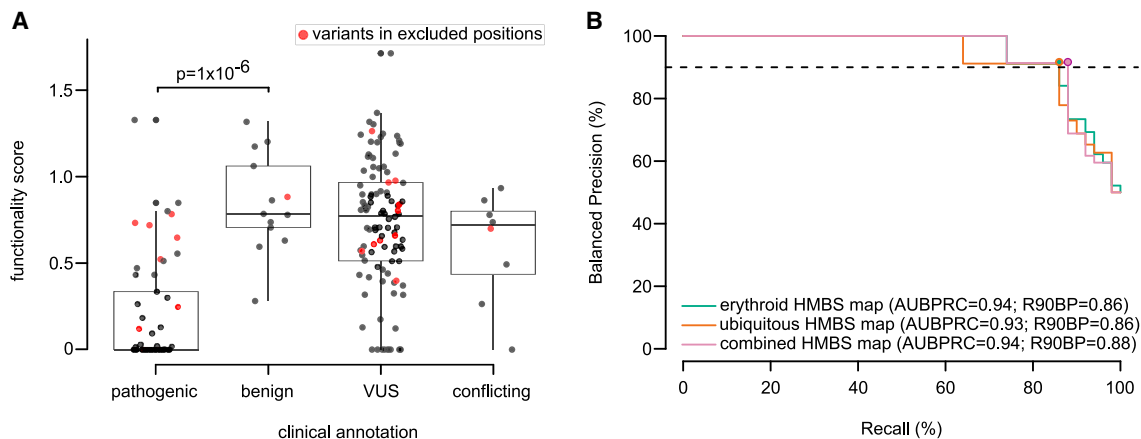 A
variants in excluded positions
p=1x10⁻⁶
functionality score
1.5
1.0
0.5
0
pathogenic benign VUS conflicting
clinical annotation
B
Balanced Precision (%)
100
80
60
40
20
0
erythroid HMBS map (AUBPRC=0.94; R90BP=0.86)
ubiquitous HMBS map (AUBPRC=0.93; R90BP=0.86)
combined HMBS map (AUBPRC=0.94; R90BP=0.88)
0 20 40 60 80 100
Recall (%)